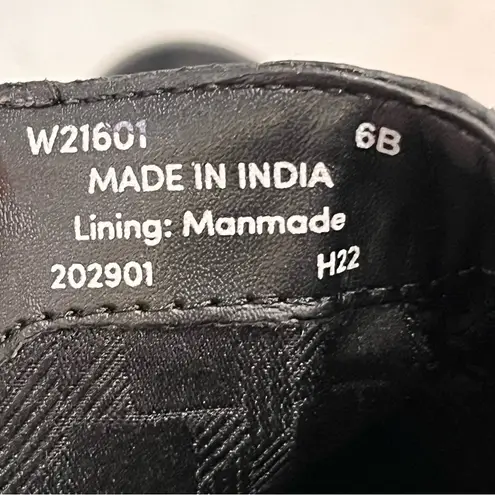 W21601 6B
MADE IN INDIA
Lining: Manmade
202901 H22